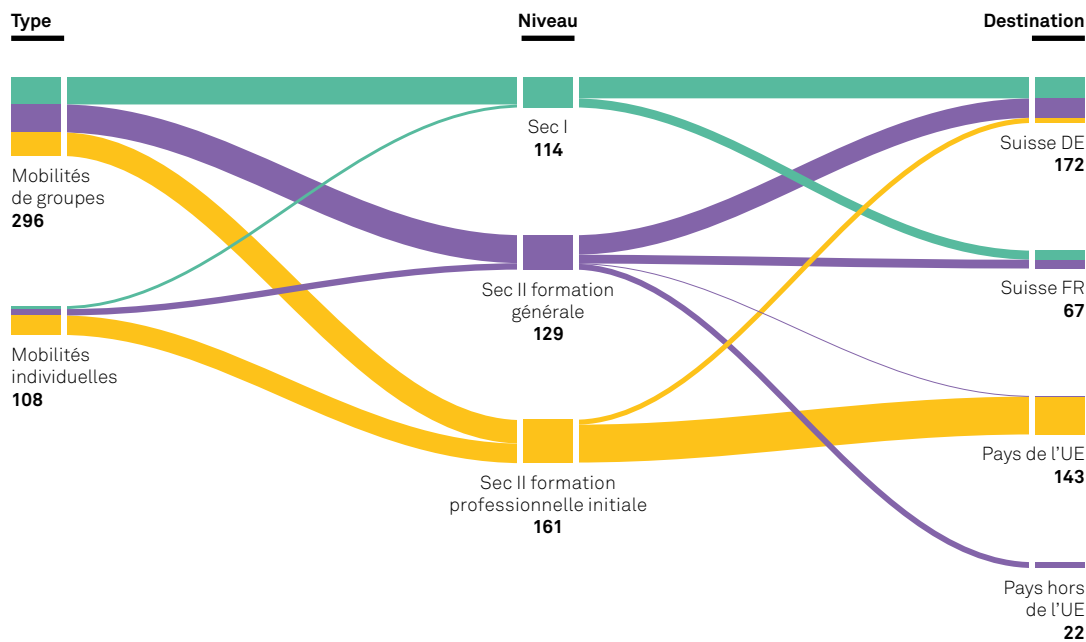 Type
Niveau
Destination
Mobilités
de groupes
296
Mobilités
individuelles
108
Sec I
114
Sec II formation
générale
129
Sec II formation
professionnelle initiale
161
Suisse DE
172
Suisse FR
67
Pays de l’UE
143
Pays hors
de l’UE
22